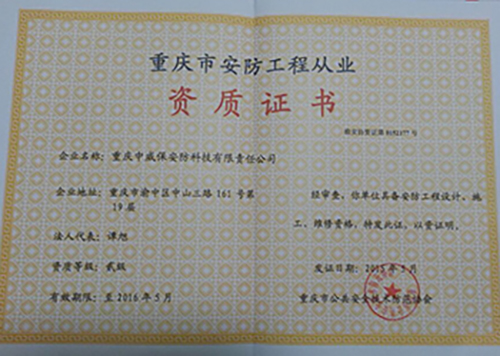 重庆市安防工程从业
资质证书
企业名称：重庆中威保安防科技有限责任公司
企业地址：重庆市渝中区中山三路161号第
19层
法人代表：谭旭
资质等级：贰级
有效期限：至2016年5月
经审查，你单位具备安防工程设计、施
工、维修资格，特发此证，以资证明。
发证日期：2015年5月
重庆市公共安全技术防范协会